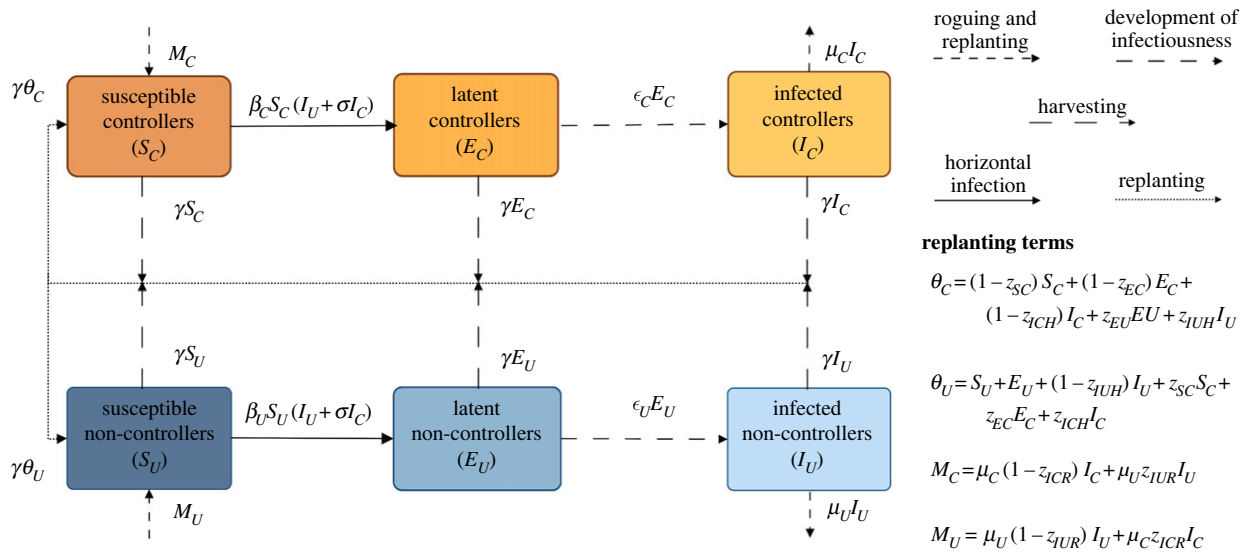 M_C
μ_C I_C
γθ_C
susceptible
controllers
(S_C)
β_C S_C (I_U + σI_C)
latent
controllers
(E_C)
ϵ_C E_C
infected
controllers
(I_C)
γS_C
γE_C
γI_C
γS_U
γE_U
γI_U
susceptible
non-controllers
(S_U)
β_U S_U (I_U + σI_C)
latent
non-controllers
(E_U)
ϵ_U E_U
infected
non-controllers
(I_U)
γθ_U
M_U
μ_U I_U
roguing and
replanting
development of
infectiousness
harvesting
horizontal
infection
replanting
replanting terms
θ_C = (1 – z_SC) S_C + (1 – z_EC) E_C +
(1 – z_ICH) I_C + z_EU EU + z_IUH I_U
θ_U = S_U + E_U + (1 – z_IUH) I_U + z_SC S_C +
z_EC E_C + z_ICH I_C
M_C = μ_C (1 – z_ICR) I_C + μ_U z_IUR I_U
M_U = μ_U (1 – z_IUR) I_U + μ_C z_ICR I_C